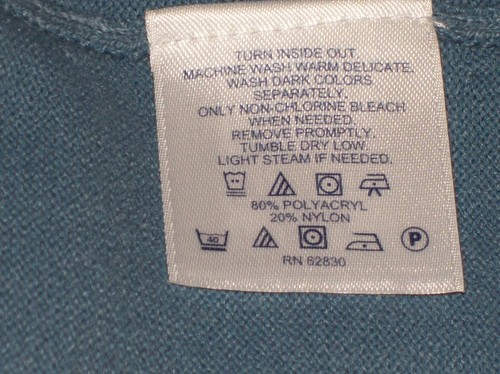 TURN INSIDE OUT
MACHINE WASH WARM DELICATE.
WASH DARK COLORS
SEPARATELY.
ONLY NON-CHLORINE BLEACH
WHEN NEEDED.
REMOVE PROMPTLY.
TUMBLE DRY LOW.
LIGHT STEAM IF NEEDED.
80% POLYACRYL
20% NYLON
40 P
RN 62830